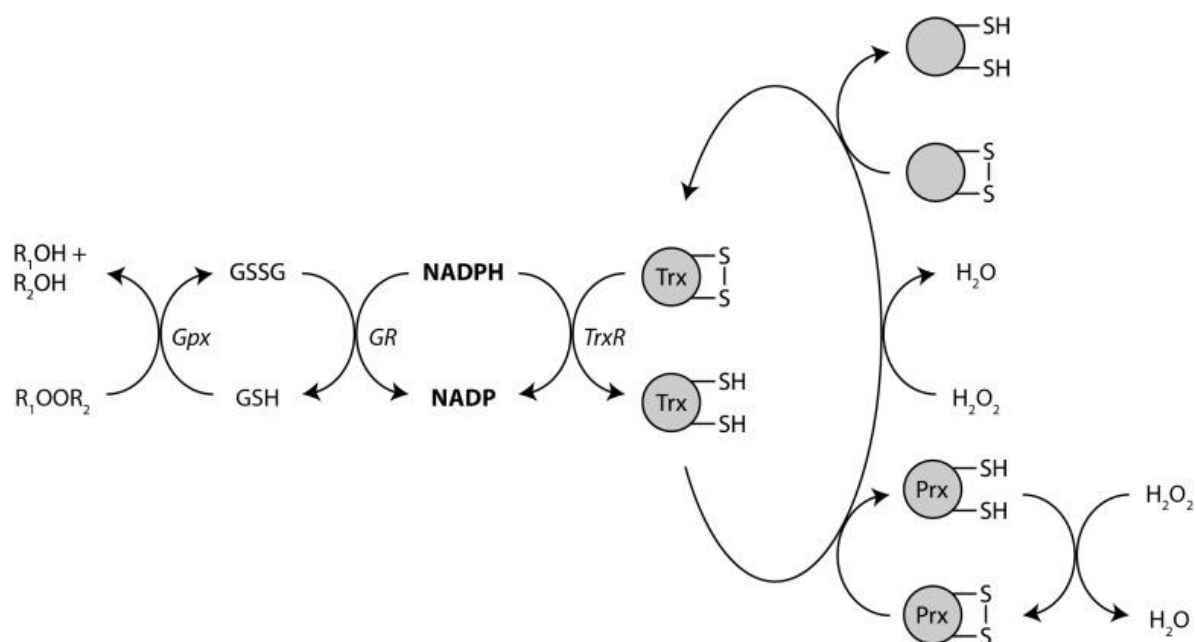 SH
SH
S
S
R₁OH +
R₂OH
GSSG
NADPH
Trx
S
S
H₂O
Gpx
GR
TrxR
R₁OOR₂
GSH
NADP
Trx
SH
SH
H₂O₂
Prx
SH
SH
H₂O₂
Prx
S
S
H₂O